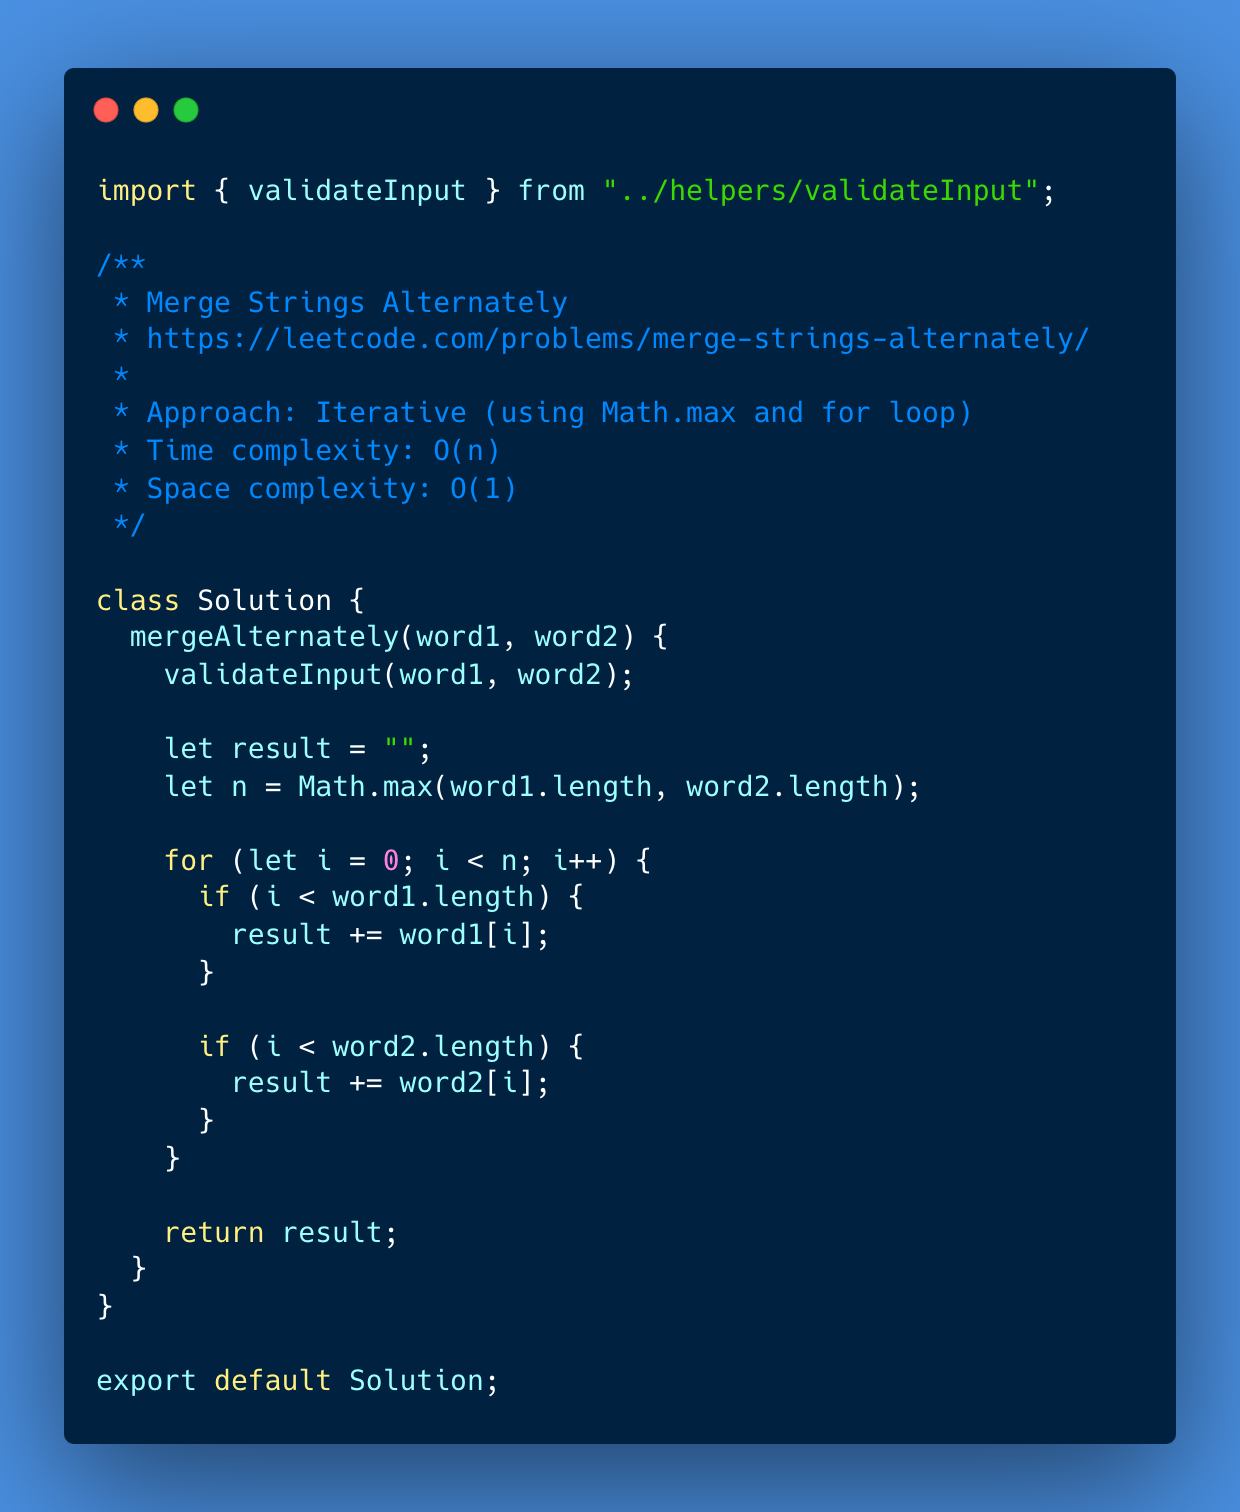 import { validateInput } from "../helpers/validateInput";
/**
 * Merge Strings Alternately
 * https://leetcode.com/problems/merge-strings-alternately/
 *
 * Approach: Iterative (using Math.max and for loop)
 * Time complexity: O(n)
 * Space complexity: O(1)
 */
class Solution {
  mergeAlternately(word1, word2) {
    validateInput(word1, word2);
    let result = "";
    let n = Math.max(word1.length, word2.length);
    for (let i = 0; i < n; i++) {
      if (i < word1.length) {
        result += word1[i];
      }
      if (i < word2.length) {
        result += word2[i];
      }
    }
    return result;
  }
}
export default Solution;